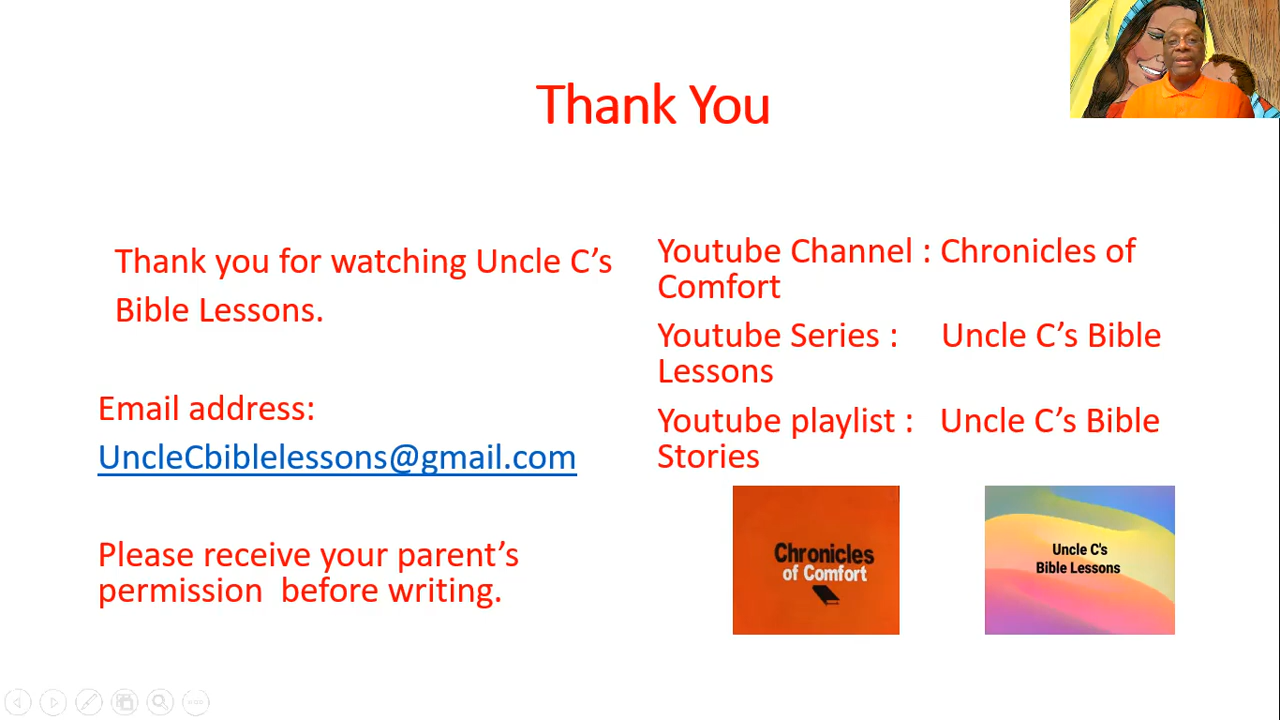 Thank You
Thank you for watching Uncle C’s
Bible Lessons.
Email address:
UncleCbiblelessons@gmail.com
Please receive your parent’s
permission before writing.
Youtube Channel : Chronicles of
Comfort
Youtube Series : Uncle C’s Bible
Lessons
Youtube playlist : Uncle C’s Bible
Stories
Chronicles
of Comfort
Uncle C's
Bible Lessons